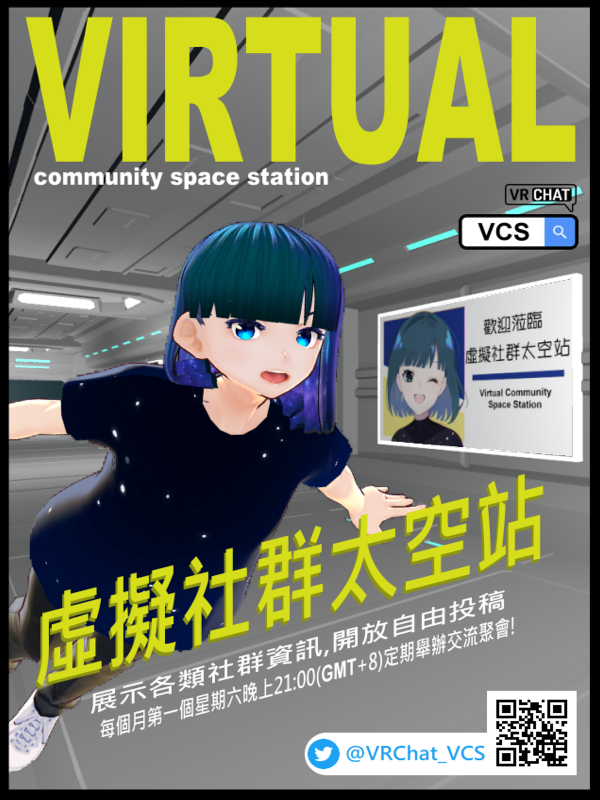 VIRTUAL
community space station
VR CHAT
VCS
歡迎蒞臨
虛擬社群太空站
Virtual Community
Space Station
虛擬社群太空站
展示各類社群資訊,開放自由投稿
每個月第一個星期六晚上21:00(GMT+8)定期舉辦交流聚會!
@VRChat_VCS